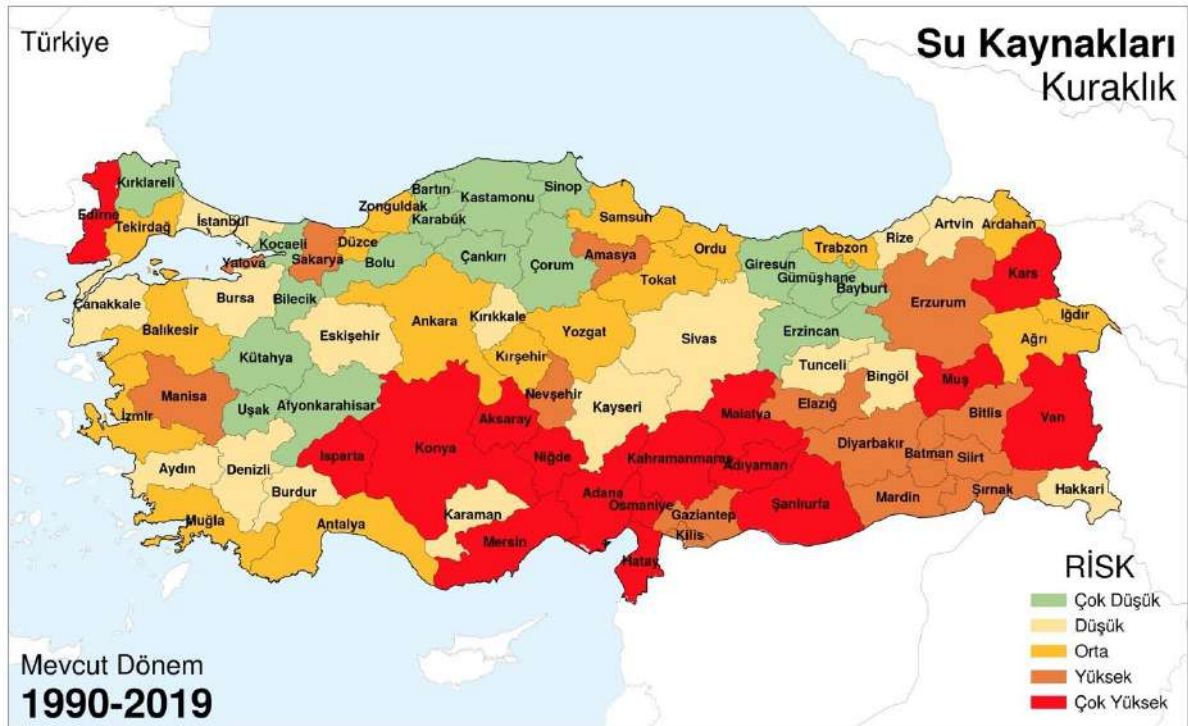 Türkiye
Su Kaynakları
Kuraklık
Kırklareli
Edirne
Tekirdağ
İstanbul
Kocaeli
Yalova
Sakarya
Düzce
Zonguldak
Bartın
Karabük
Kastamonu
Sinop
Samsun
Ordu
Giresun
Trabzon
Rize
Artvin
Ardahan
Kars
Bolu
Çankırı
Çorum
Amasya
Tokat
Gümüşhane
Bayburt
Erzurum
Iğdır
Ağrı
Çanakkale
Bursa
Bilecik
Balıkesir
Eskişehir
Ankara
Kırıkkale
Yozgat
Sivas
Erzincan
Tunceli
Bingöl
Muş
Kütahya
Kırşehir
Manisa
Uşak
Afyonkarahisar
Nevşehir
Kayseri
Malatya
Elazığ
Bitlis
Van
İzmir
Aksaray
Konya
Isparta
Niğde
Kahramanmaraş
Adıyaman
Diyarbakır
Batman
Siirt
Aydın
Denizli
Burdur
Karaman
Adana
Osmaniye
Gaziantep
Şanlıurfa
Mardin
Şırnak
Hakkari
Muğla
Antalya
Mersin
Kilis
Hatay
RİSK
Çok Düşük
Düşük
Orta
Yüksek
Çok Yüksek
Mevcut Dönem
1990-2019